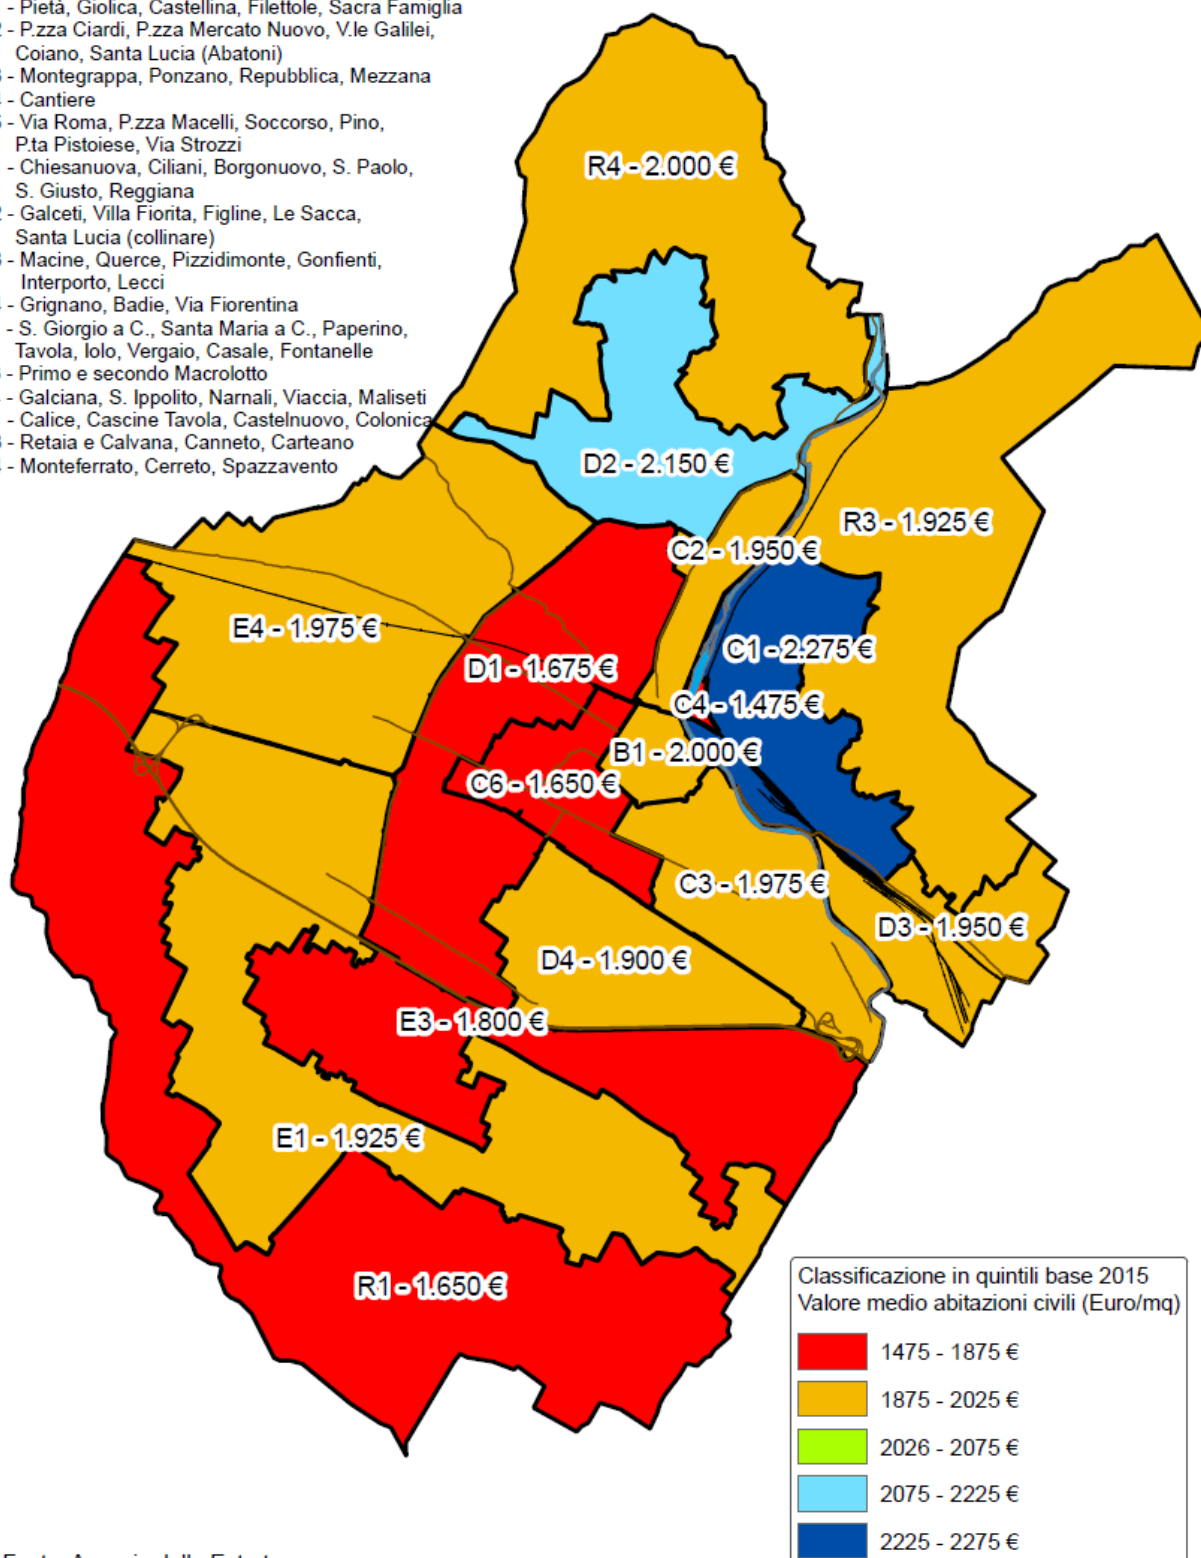 - Pietà, Giolica, Castellina, Filettole, Sacra Famiglia
- P.zza Ciardi, P.zza Mercato Nuovo, V.le Galilei,
Coiano, Santa Lucia (Abatoni)
- Montegrappa, Ponzano, Repubblica, Mezzana
- Cantiere
- Via Roma, P.zza Macelli, Soccorso, Pino,
P.ta Pistoiese, Via Strozzi
- Chiesanuova, Ciliani, Borgonuovo, S. Paolo,
S. Giusto, Reggiana
- Galceti, Villa Fiorita, Figline, Le Sacca,
Santa Lucia (collinare)
- Macine, Querce, Pizzidimonte, Gonfienti,
Interporto, Lecci
- Grignano, Badie, Via Fiorentina
- S. Giorgio a C., Santa Maria a C., Paperino,
Tavola, Iolo, Vergaio, Casale, Fontanelle
- Primo e secondo Macrolotto
- Galciana, S. Ippolito, Narnali, Viaccia, Maliseti
- Calice, Cascine Tavola, Castelnuovo, Colonica
- Retaia e Calvana, Canneto, Carteano
- Monteferrato, Cerreto, Spazzavento
R4 - 2.000 €
D2 - 2.150 €
R3 - 1.925 €
C2 - 1.950 €
E4 - 1.975 €
C1 - 2.275 €
D1 - 1.675 €
C4 - 1.475 €
B1 - 2.000 €
C6 - 1.650 €
C3 - 1.975 €
D3 - 1.950 €
D4 - 1.900 €
E3 - 1.800 €
E1 - 1.925 €
R1 - 1.650 €
Classificazione in quintili base 2015
Valore medio abitazioni civili (Euro/mq)
1475 - 1875 €
1875 - 2025 €
2026 - 2075 €
2075 - 2225 €
2225 - 2275 €